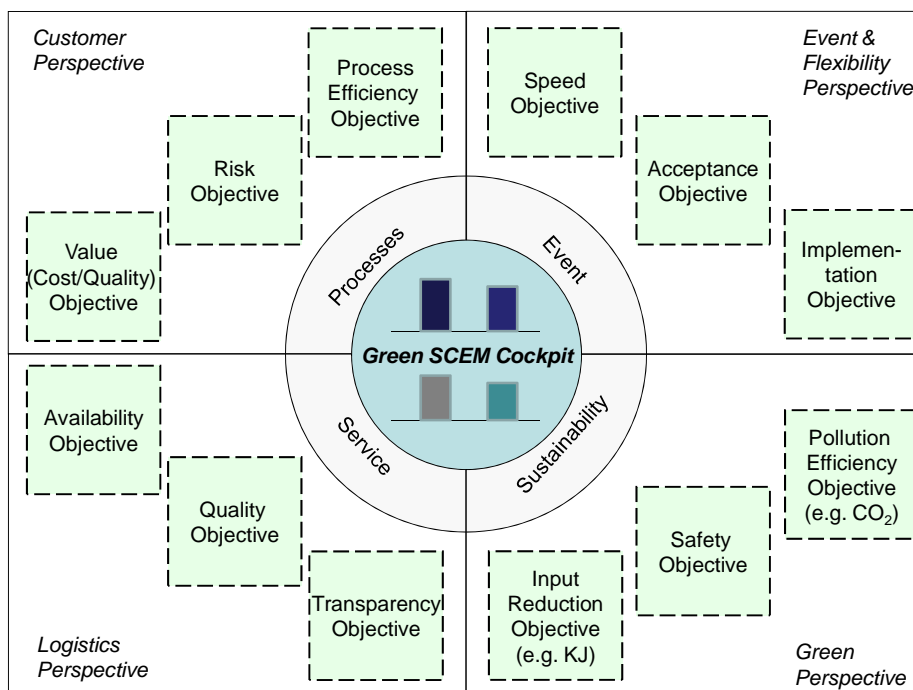 Customer
Perspective
Process
Efficiency
Objective
Risk
Objective
Value
(Cost/Quality)
Objective
Processes
Speed
Objective
Event &
Flexibility
Perspective
Acceptance
Objective
Implemen-
tation
Objective
Event
Green SCEM Cockpit
Availability
Objective
Quality
Objective
Transparency
Objective
Service
Logistics
Perspective
Sustainability
Pollution
Efficiency
Objective
(e.g. CO₂)
Safety
Objective
Input
Reduction
Objective
(e.g. KJ)
Green
Perspective